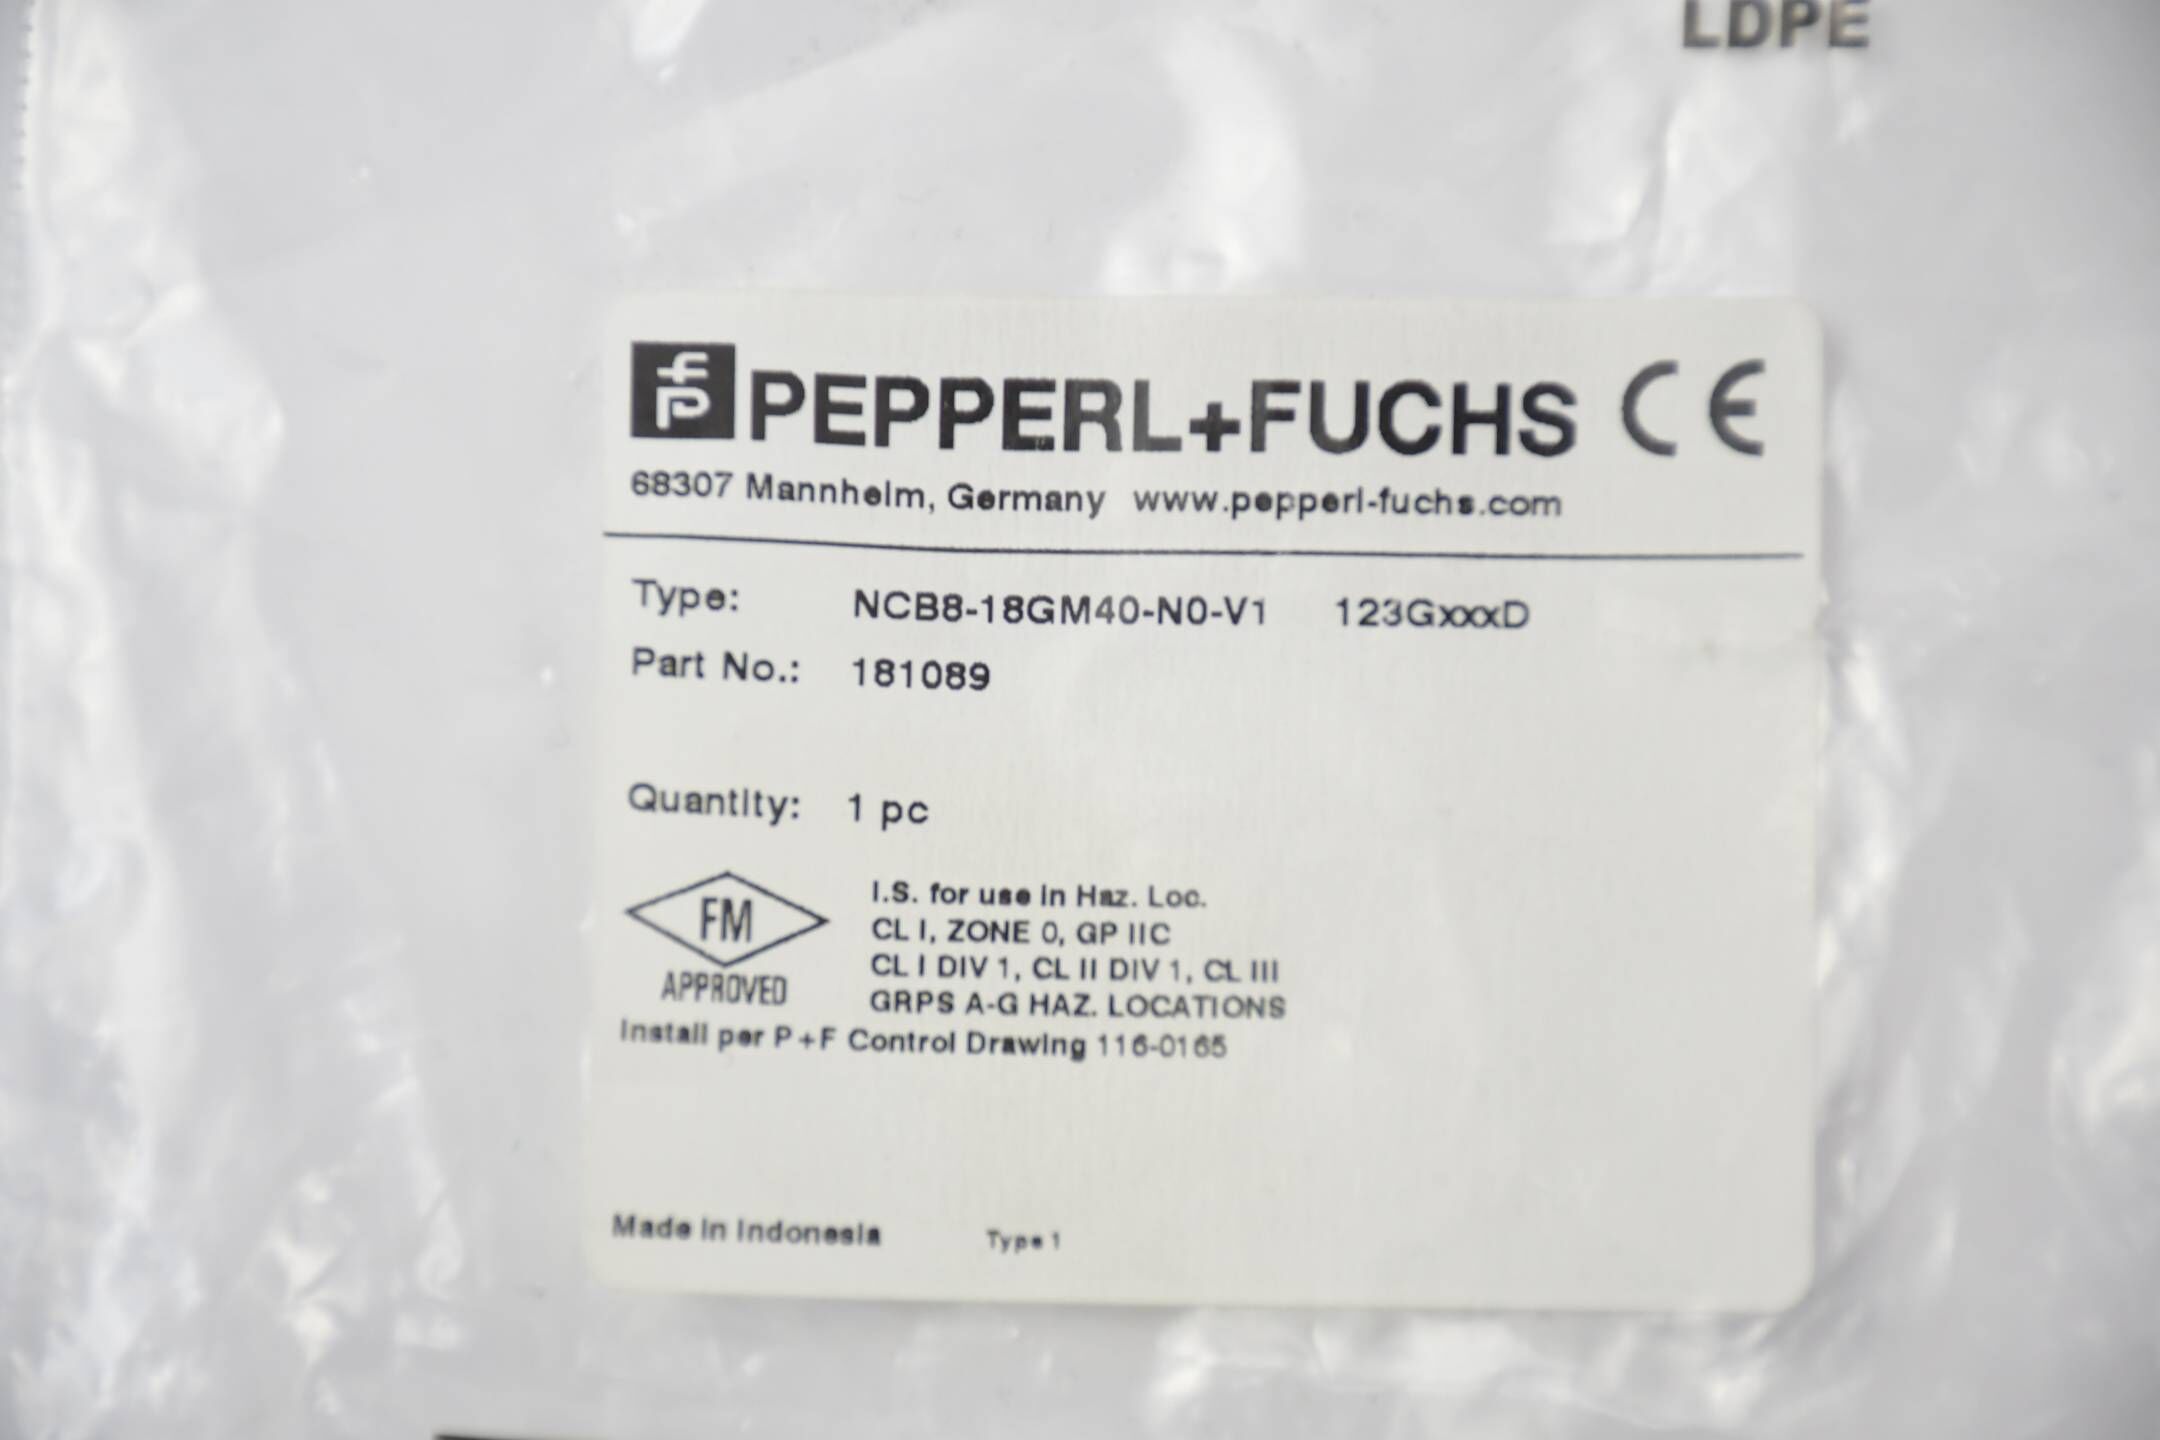 LDPE
PEPPERL+FUCHS CE
68307 Mannheim, Germany www.pepperl-fuchs.com
Type: NCB8-18GM40-N0-V1 123GxxxD
Part No.: 181089
Quantity: 1 pc
FM
APPROVED
I.S. for use in Haz. Loc.
CL I, ZONE 0, GP IIC
CL I DIV 1, CL II DIV 1, CL III
GRPS A-G HAZ. LOCATIONS
Install per P+F Control Drawing 116-0165
Made in Indonesia Type 1